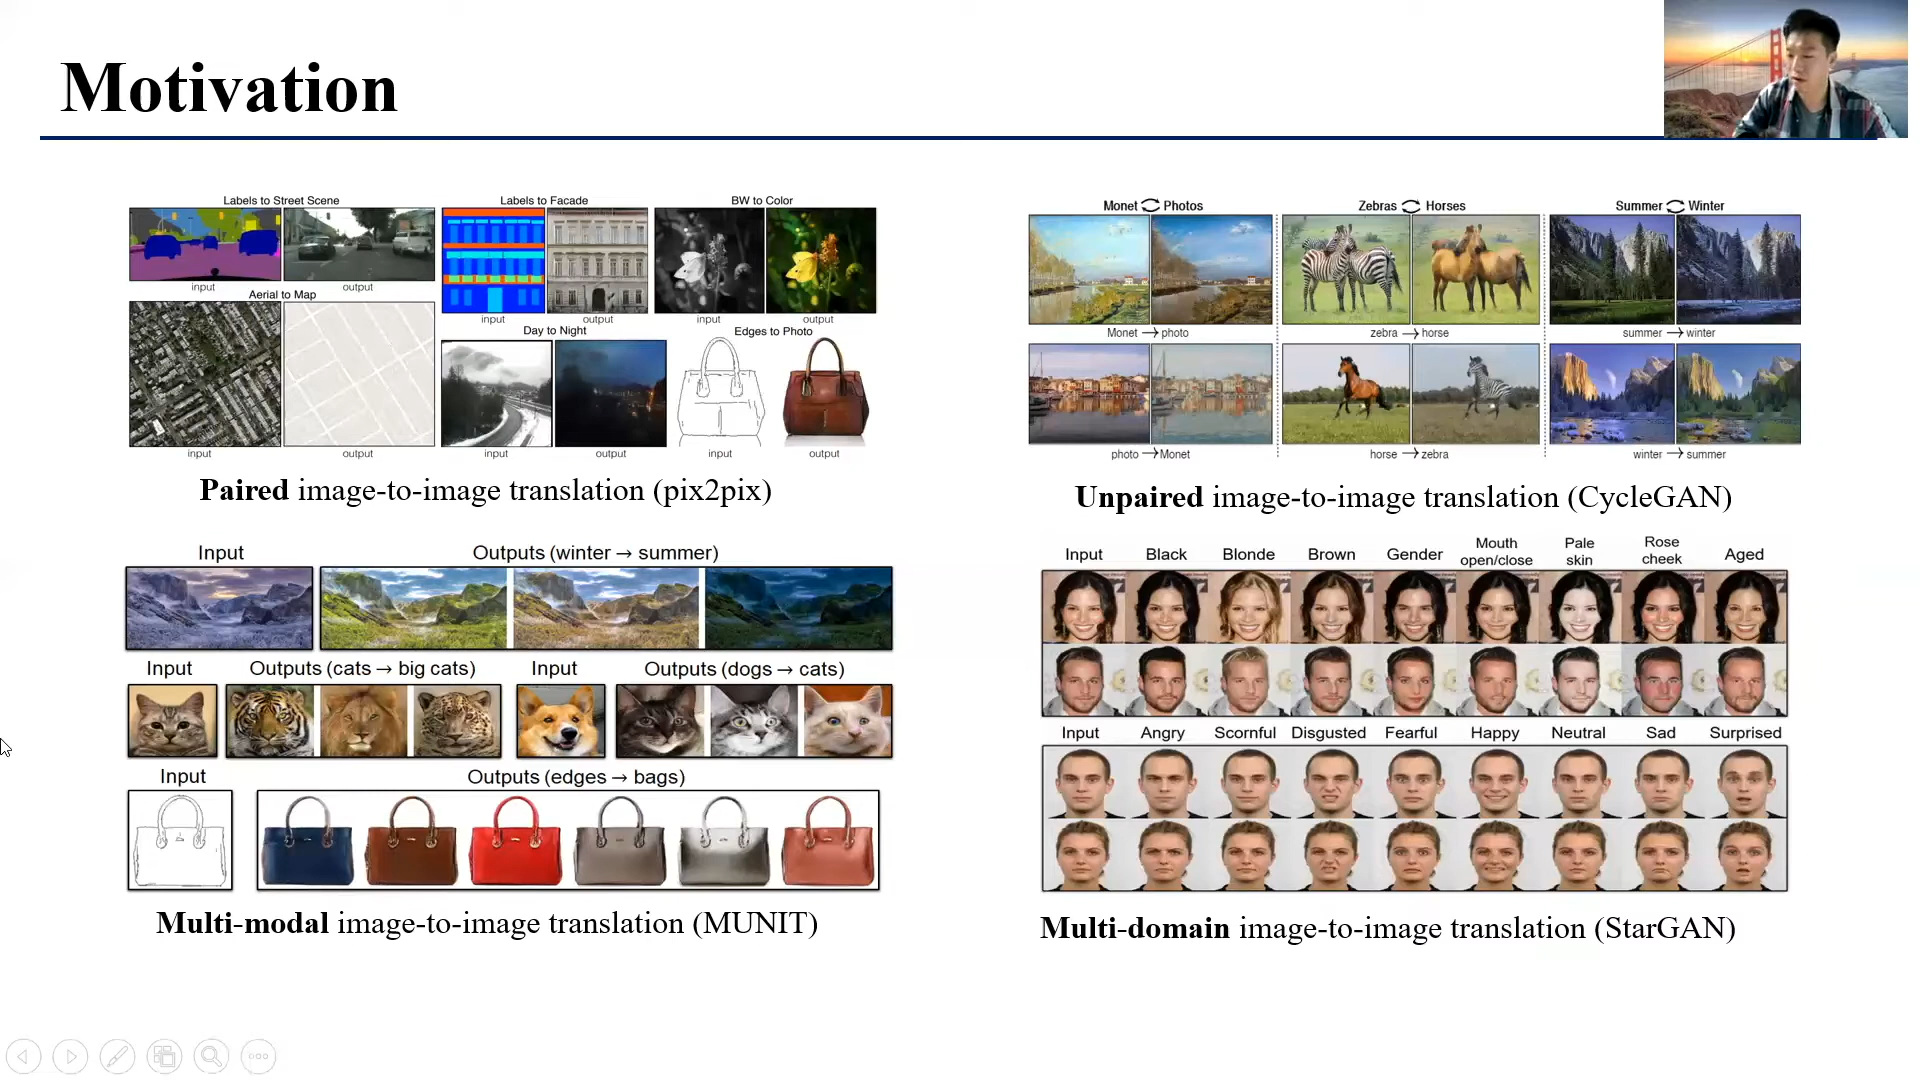 Motivation
Labels to Street Scene
input
output
Aerial to Map
input
output
Labels to Facade
input
output
BW to Color
input
output
Day to Night
input
output
Edges to Photo
input
output
Paired image-to-image translation (pix2pix)
Monet Photos
Monet → photo
photo → Monet
Zebras Horses
zebra → horse
horse → zebra
Summer Winter
summer → winter
winter → summer
Unpaired image-to-image translation (CycleGAN)
Input
Outputs (winter → summer)
Input
Outputs (cats → big cats)
Input
Outputs (dogs → cats)
Input
Outputs (edges → bags)
Multi-modal image-to-image translation (MUNIT)
Input Black Blonde Brown Gender Mouth open/close Pale skin Rose cheek Aged
Input Angry Scornful Disgusted Fearful Happy Neutral Sad Surprised
Multi-domain image-to-image translation (StarGAN)